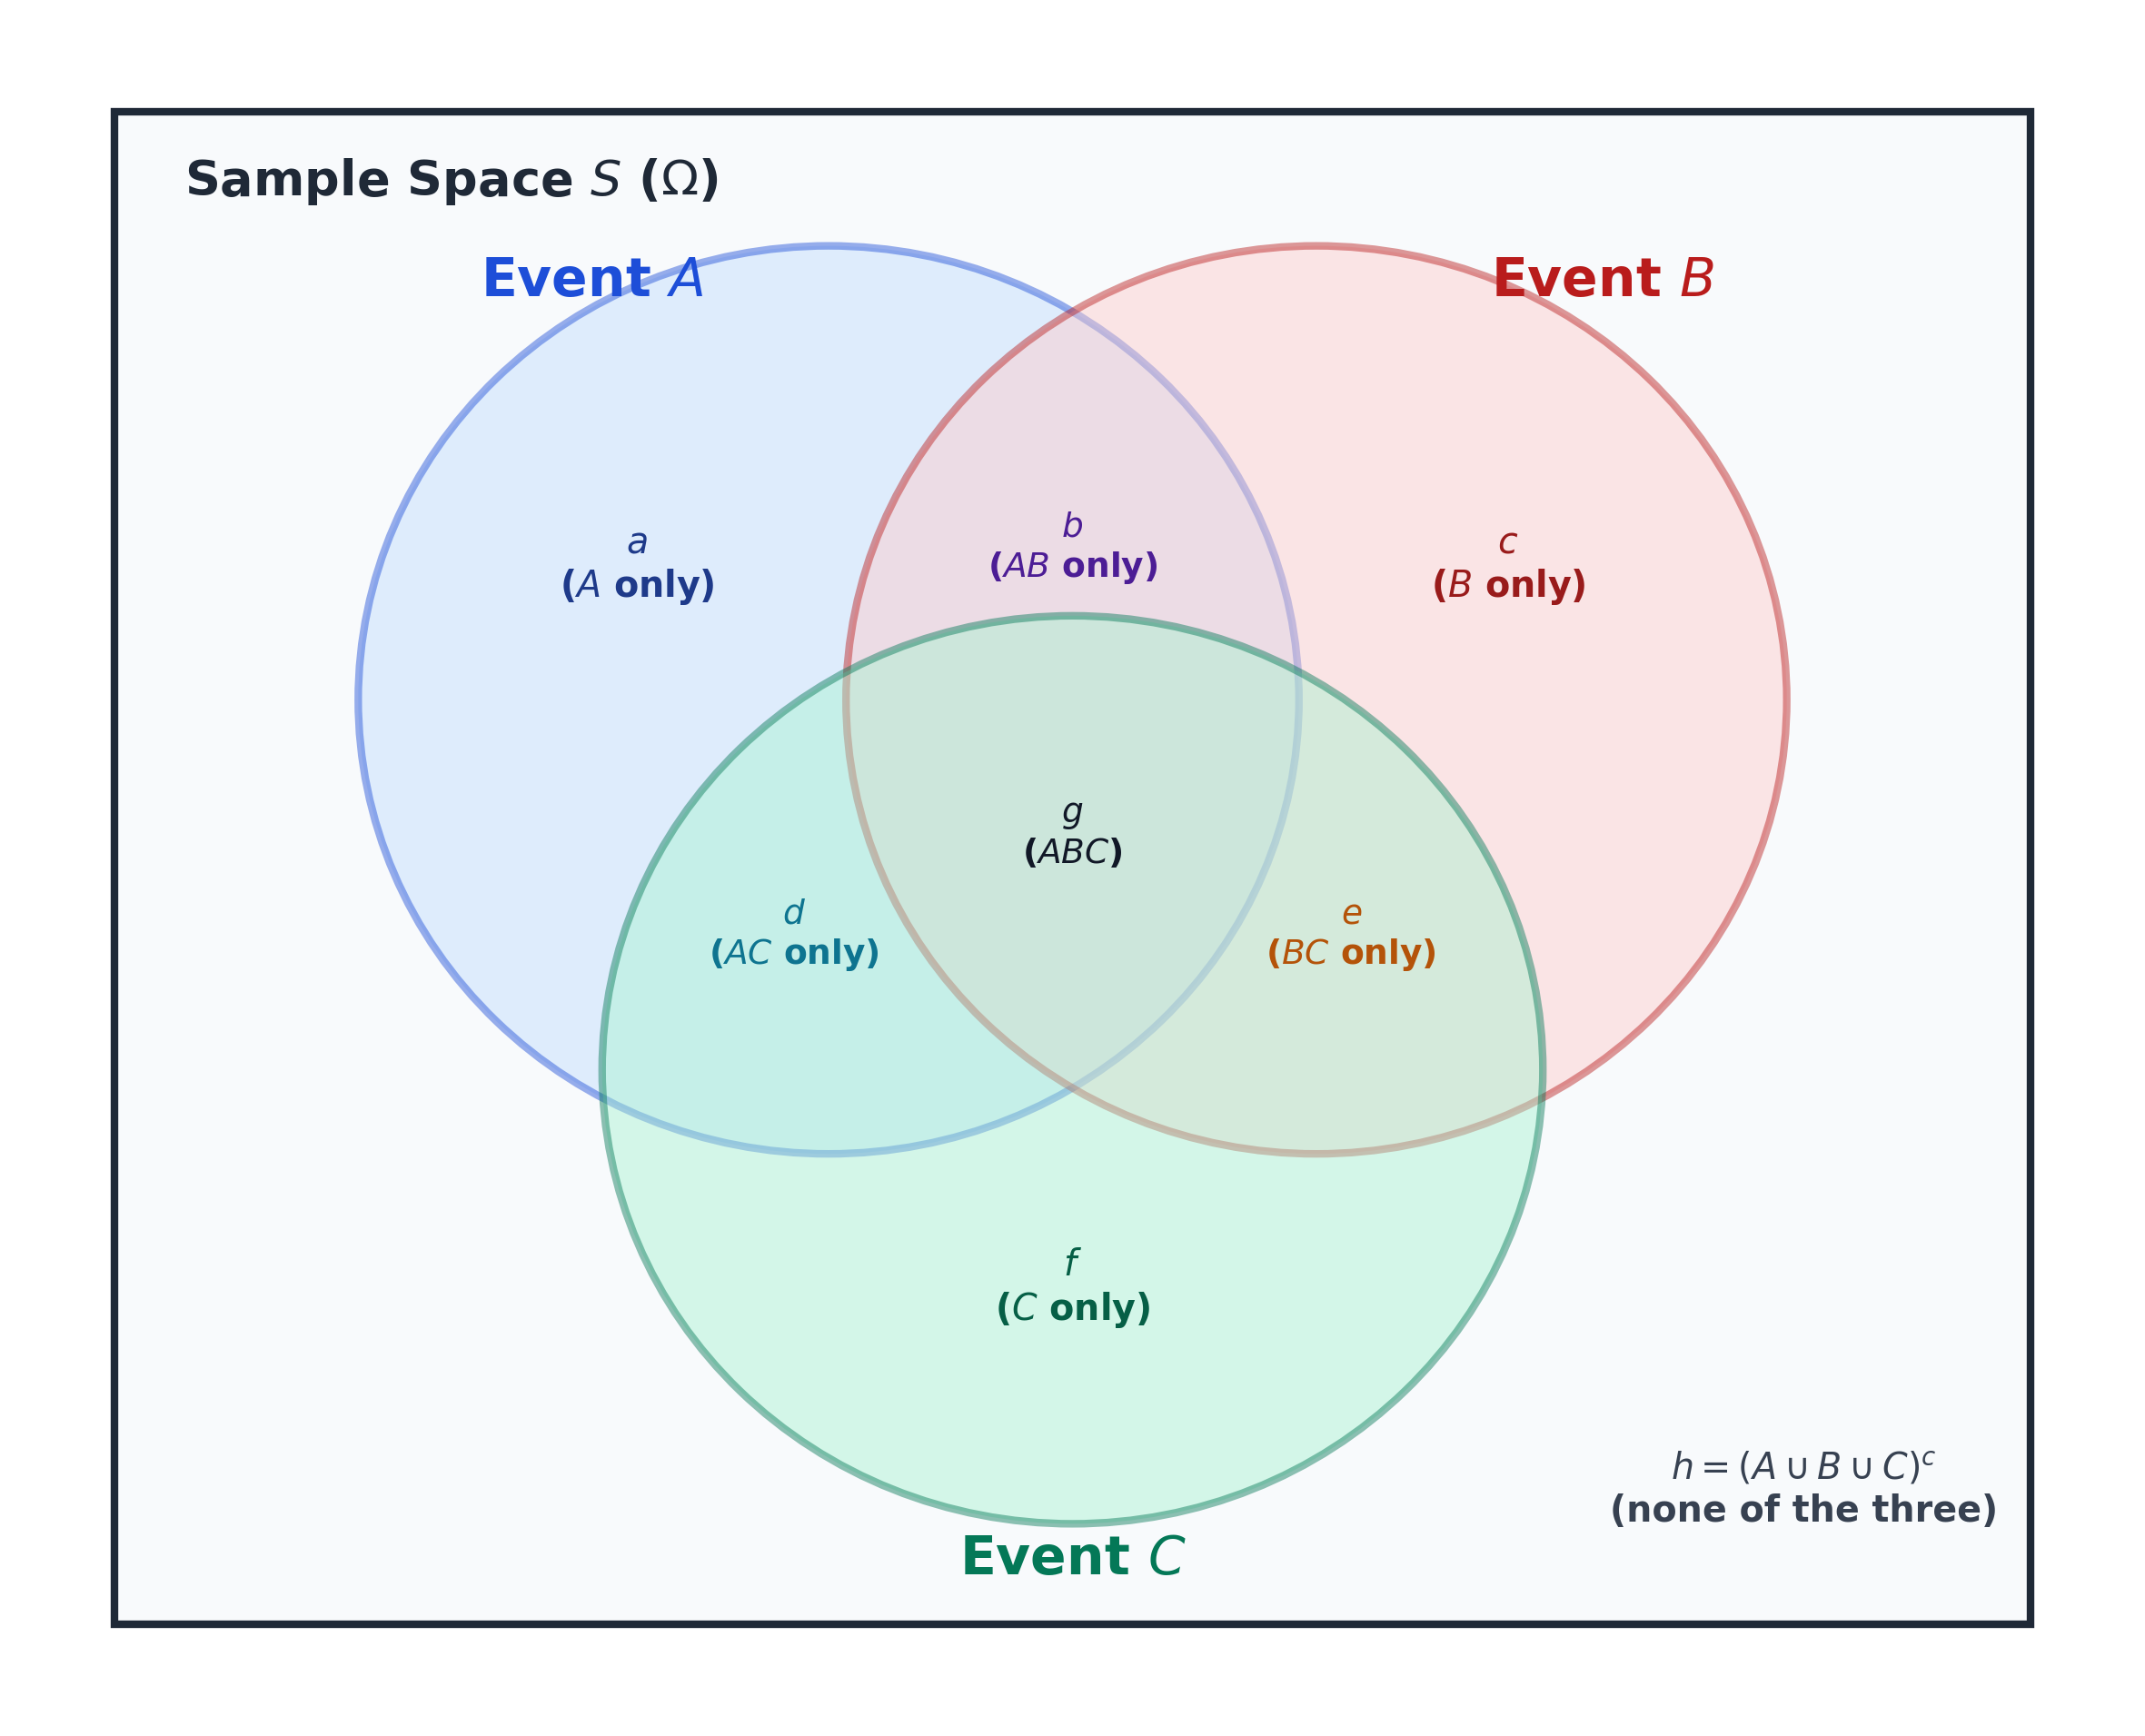 Sample Space S (Ω)
Event A
Event B
a
(A only)
b
(AB only)
c
(B only)
g
(ABC)
d
(AC only)
e
(BC only)
f
(C only)
h = (A ∪ B ∪ C)ᶜ
(none of the three)
Event C